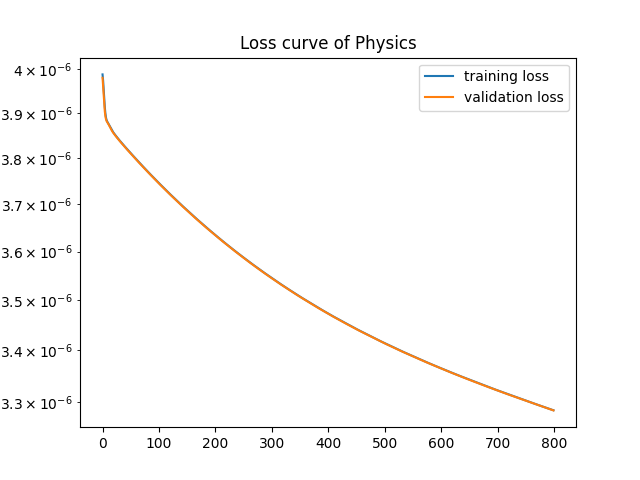 Loss curve of Physics
training loss
validation loss
4 × 10⁻⁶
3.9 × 10⁻⁶
3.8 × 10⁻⁶
3.7 × 10⁻⁶
3.6 × 10⁻⁶
3.5 × 10⁻⁶
3.4 × 10⁻⁶
3.3 × 10⁻⁶
0 100 200 300 400 500 600 700 800